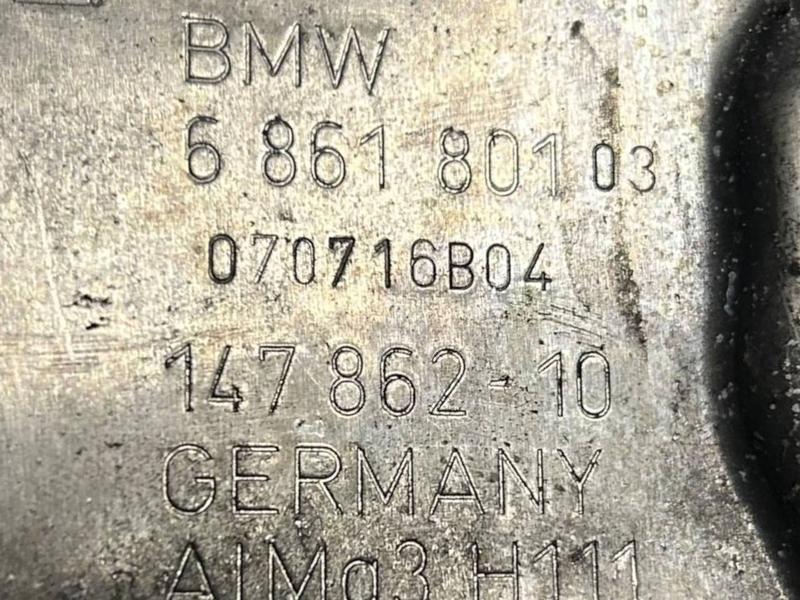 BMW
6 861 801 03
070716B04
147 862-10
GERMANY
AlMg3 H111